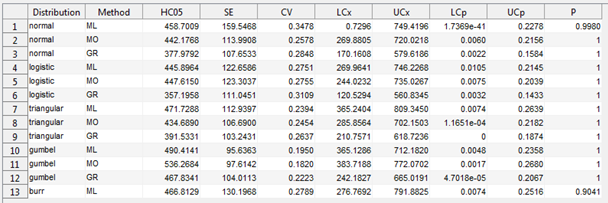 Distribution Method HC05 SE CV LCx UCx LCp UCp P
1 normal ML 458.7009 159.5468 0.3478 0.7296 749.4196 1.7369e-41 0.2278 0.9980
2 normal MO 442.1768 113.9908 0.2578 269.8805 720.0218 0.0060 0.2156 1
3 normal GR 377.9792 107.6533 0.2848 170.1608 579.6186 0.0022 0.1584 1
4 logistic ML 445.8964 122.6586 0.2751 269.9641 746.2268 0.0105 0.2145 1
5 logistic MO 447.6150 123.3037 0.2755 244.0232 735.0267 0.0075 0.2039 1
6 logistic GR 357.1958 111.0451 0.3109 120.5294 560.8345 0.0032 0.1433 1
7 triangular ML 471.7288 112.9397 0.2394 365.2404 809.3450 0.0074 0.2639 1
8 triangular MO 434.6890 106.6900 0.2454 285.8564 702.1503 1.1651e-04 0.2182 1
9 triangular GR 391.5331 103.2431 0.2637 210.7571 618.7236 0 0.1874 1
10 gumbel ML 490.4141 95.6363 0.1950 365.1286 712.1820 0.0048 0.2358 1
11 gumbel MO 536.2684 97.6142 0.1820 383.7188 772.0702 0.0017 0.2680 1
12 gumbel GR 467.8341 104.0113 0.2223 242.1827 665.0191 4.7018e-05 0.2067 1
13 burr ML 466.8129 130.1968 0.2789 276.7692 791.8825 0.0074 0.2516 0.9041